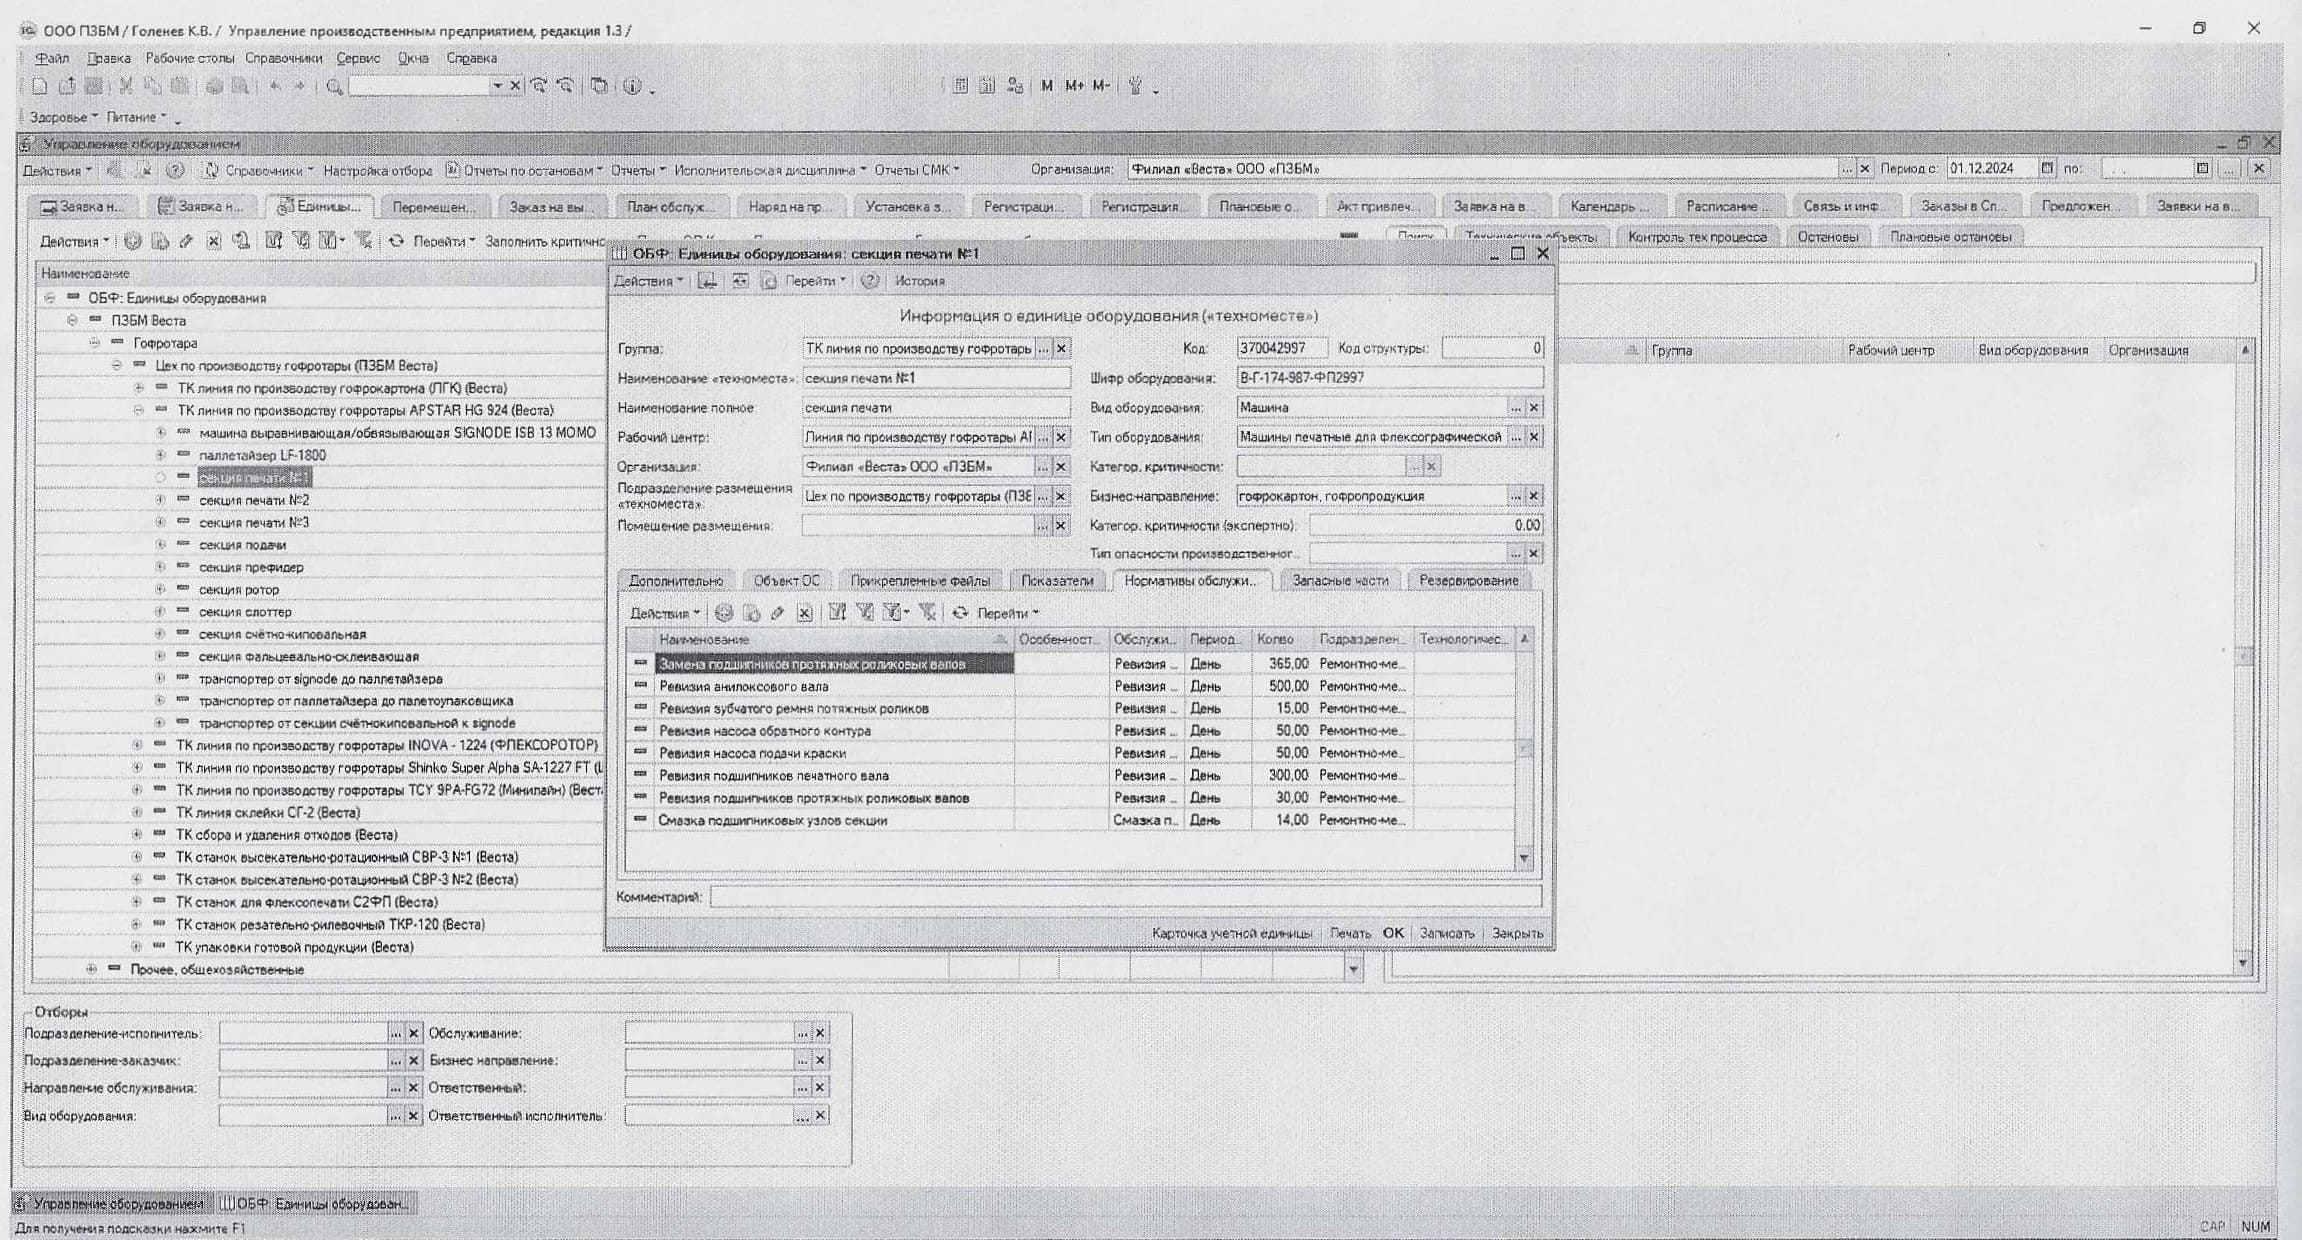 ООО ПЗБМ / Голенев К.В. / Управление производственным предприятием, редакция 1.3 /
Файл Правка Рабочие столы Справочники Сервис Окна Справка
M M+ M-
Здоровье Питание
Управление оборудованием
Действия Справочники Настройка отбора Отчеты по остановам Отчеты Исполнительская дисциплина Отчеты СМК Организация: Филиал «Веста» ООО «ПЗБМ» Период с: 01.12.2024 по: . .
Заявка н... Заявка н... Единицы... Перемещен... Заказ на вы... План обслуж... Наряд на пр... Установка з... Регистраци... Регистрация... Плановые о... Акт привлеч... Заявка на в... Календарь ... Расписание ... Связь и инф... Заказы в Сл... Предложен... Заявки на в...
Действия Перейти Заполнить критично
Поиск Технические объекты Контроль тех процесса Остановы Плановые остановы
Наименование
ОБФ: Единицы оборудования
ПЗБМ Веста
Гофротара
Цех по производству гофротары (ПЗБМ Веста)
ТК линия по производству гофрокартона (ЛГК) (Веста)
ТК линия по производству гофротары APSTAR HG 924 (Веста)
машина выравнивающая/обвязывающая SIGNODE ISB 13 MOMO
паллетайзер LF-1800
секция печати №1
секция печати №2
секция печати №3
секция подачи
секция префидер
секция ротор
секция слоттер
секция счётно-киповальная
секция фальцевально-склеивающая
транспортер от signode до паллетайзера
транспортер от паллетайзера до палетоупаковщика
транспортер от секции счётнокиповальной к signode
ТК линия по производству гофротары INOVA - 1224 (ФЛЕКСОРОТОР)
ТК линия по производству гофротары Shinko Super Alpha SA-1227 FT (
ТК линия по производству гофротары TCY 9PA-FG72 (Минилайн) (Вест
ТК линия склейки СГ-2 (Веста)
ТК сбора и удаления отходов (Веста)
ТК станок высекательно-ротационный СВР-3 №1 (Веста)
ТК станок высекательно-ротационный СВР-3 №2 (Веста)
ТК станок для флексопечати С2ФП (Веста)
ТК станок резательно-рилевочный ТКР-120 (Веста)
ТК упаковки готовой продукции (Веста)
Прочее, общехозяйственные
ОБФ: Единицы оборудования: секция печати №1
Действия Перейти История
Информация о единице оборудования («техноместе»)
Группа: ТК линия по производству гофротары Код: 370042997 Код структуры: 0
Наименование «техноместа»: секция печати №1 Шифр оборудования: В-Г-174-987-ФП2997
Наименование полное: секция печати Вид оборудования: Машина
Рабочий центр: Линия по производству гофротары АГ Тип оборудования: Машины печатные для флексографической
Организация: Филиал «Веста» ООО «ПЗБМ» Категор. критичности:
Подразделение размещения «техноместа»: Цех по производству гофротары (ПЗБ Бизнес-направление: гофрокартон, гофропродукция
Помещение размещения: Категор. критичности (экспертно): 0.00
Тип опасности производственног...
Дополнительно Объект ОС Прикрепленные файлы Показатели Нормативы обслужи... Запасные части Резервирование
Действия Перейти
Наименование Особенност... Обслужи... Период... Колво Подразделен... Технологичес...
Замена подшипников протяжных роликовых валов Ревизия ... День 365,00 Ремонтно-ме...
Ревизия анилоксового вала Ревизия ... День 500,00 Ремонтно-ме...
Ревизия зубчатого ремня потяжных роликов Ревизия ... День 15,00 Ремонтно-ме...
Ревизия насоса обратного контура Ревизия ... День 50,00 Ремонтно-ме...
Ревизия насоса подачи краски Ревизия ... День 50,00 Ремонтно-ме...
Ревизия подшипников печатного вала Ревизия ... День 300,00 Ремонтно-ме...
Ревизия подшипников протяжных роликовых валов Ревизия ... День 30,00 Ремонтно-ме...
Смазка подшипниковых узлов секции Смазка п... День 14,00 Ремонтно-ме...
Комментарий:
Карточка учетной единицы Печать OK Записать Закрыть
Группа Рабочий центр Вид оборудования Организация
Отборы
Подразделение-исполнитель: Обслуживание:
Подразделение-заказчик: Бизнес направление:
Направление обслуживания: Ответственный:
Вид оборудования: Ответственный исполнитель:
Управление оборудованием ОБФ: Единицы оборудован...
Для получения подсказки нажмите F1
CAP NUM